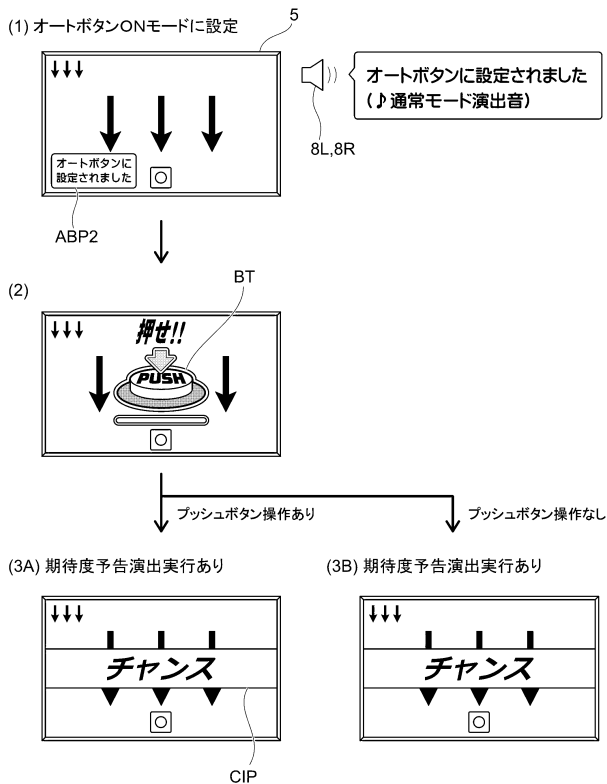 (1) オートボタンONモードに設定
5
オートボタンに設定されました
(♪通常モード演出音)
8L,8R
オートボタンに
設定されました
ABP2
(2)
BT
押せ!!
PUSH
プッシュボタン操作あり
プッシュボタン操作なし
(3A) 期待度予告演出実行あり
(3B) 期待度予告演出実行あり
チャンス
チャンス
CIP